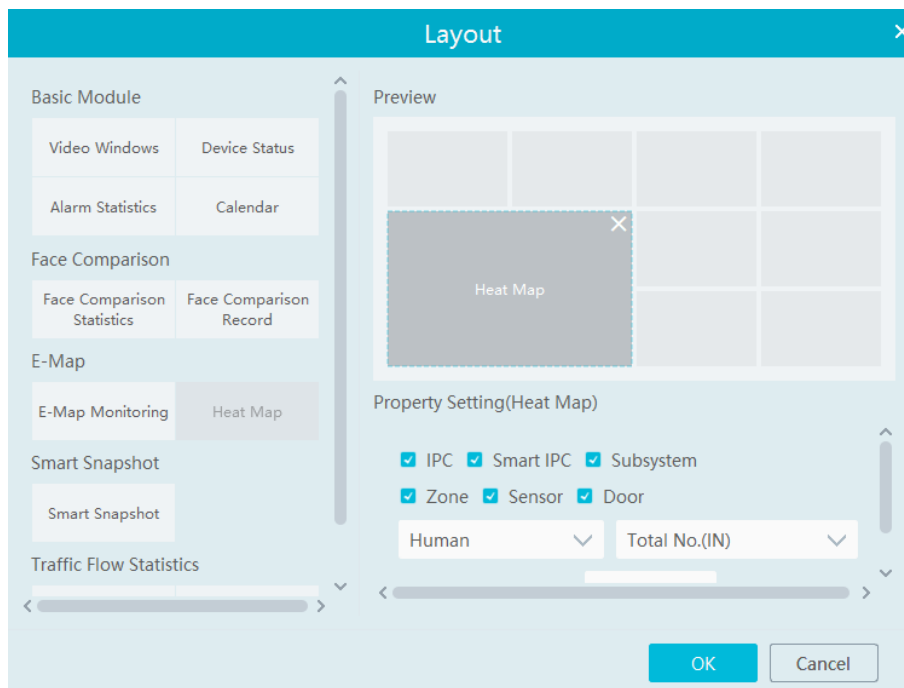 Layout
Basic Module
Video Windows
Device Status
Alarm Statistics
Calendar
Face Comparison
Face Comparison
Statistics
Face Comparison
Record
E-Map
E-Map Monitoring
Heat Map
Smart Snapshot
Smart Snapshot
Traffic Flow Statistics
Preview
Heat Map
Property Setting(Heat Map)
IPC Smart IPC Subsystem
Zone Sensor Door
Human
Total No.(IN)
OK
Cancel